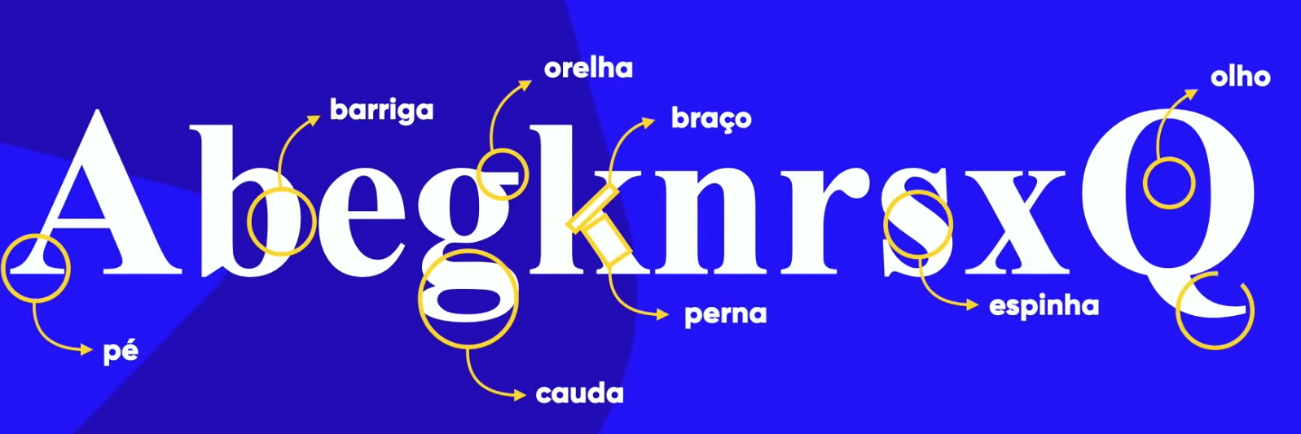 orelha
olho
barriga
braço
AbegknrsxQ
espinha
perna
pé
cauda